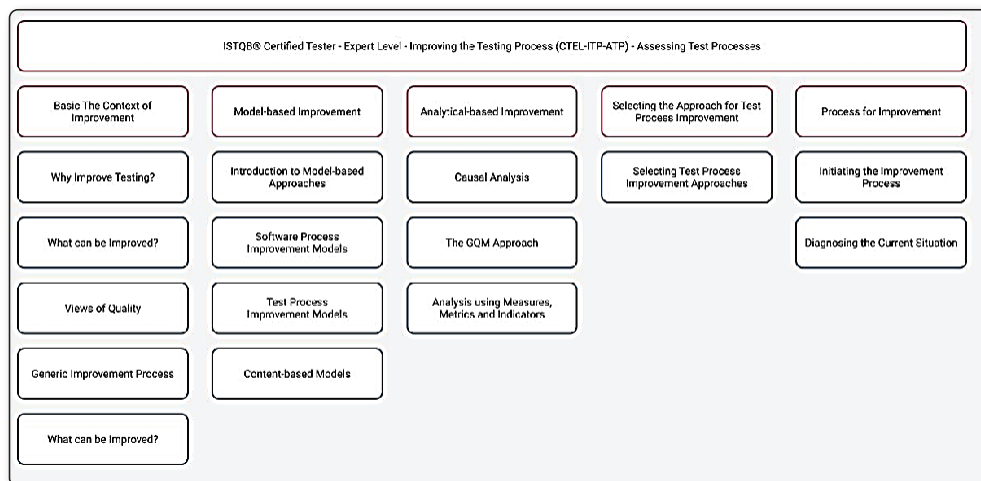 ISTQB® Certified Tester - Expert Level - Improving the Testing Process (CTEL-ITP-ATP) - Assessing Test Processes
Basic The Context of
Improvement
Why Improve Testing?
What can be Improved?
Views of Quality
Generic Improvement Process
What can be Improved?
Model-based Improvement
Introduction to Model-based
Approaches
Software Process
Improvement Models
Test Process
Improvement Models
Content-based Models
Analytical-based Improvement
Causal Analysis
The GQM Approach
Analysis using Measures,
Metrics and Indicators
Selecting the Approach for Test
Process Improvement
Selecting Test Process
Improvement Approaches
Process for Improvement
Initiating the Improvement
Process
Diagnosing the Current Situation